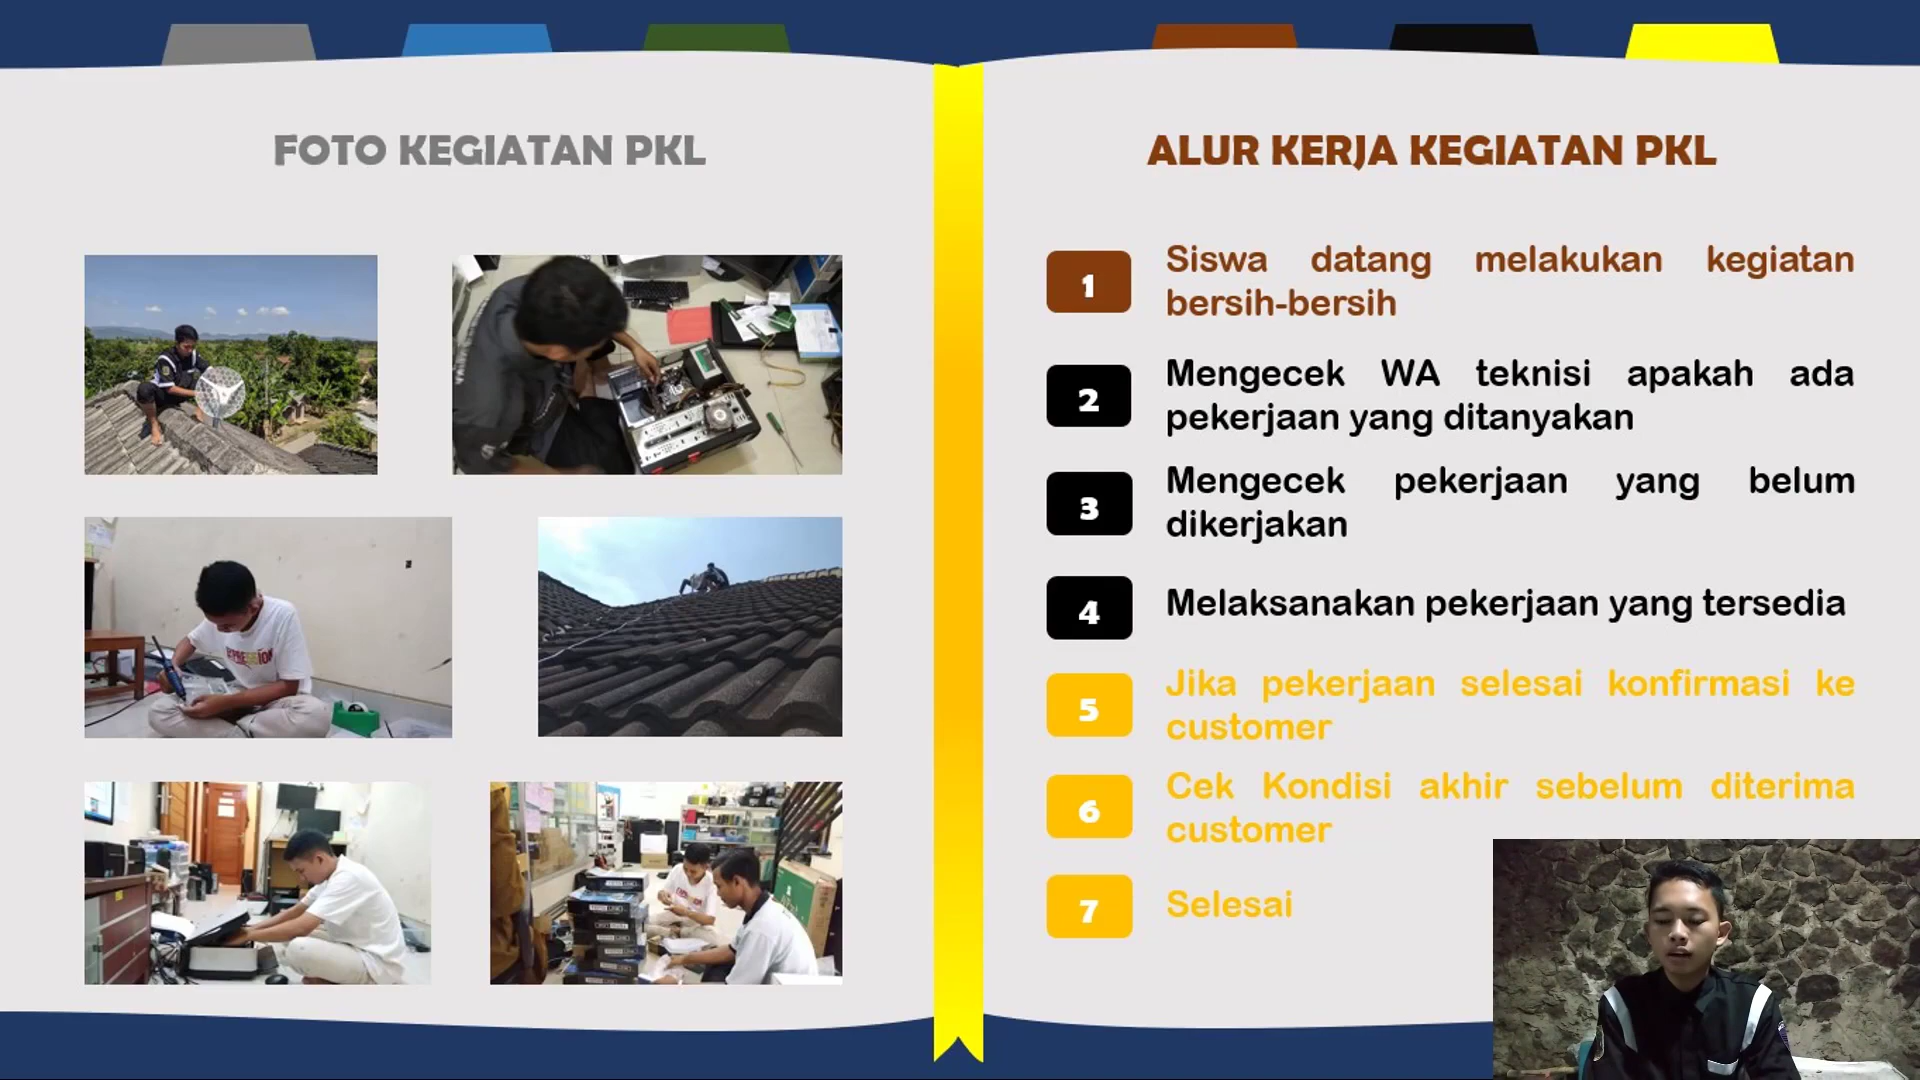 FOTO KEGIATAN PKL
ALUR KERJA KEGIATAN PKL
1
Siswa datang melakukan kegiatan
bersih-bersih
2
Mengecek WA teknisi apakah ada
pekerjaan yang ditanyakan
3
Mengecek pekerjaan yang belum
dikerjakan
4
Melaksanakan pekerjaan yang tersedia
5
Jika pekerjaan selesai konfirmasi ke
customer
6
Cek Kondisi akhir sebelum diterima
customer
7
Selesai